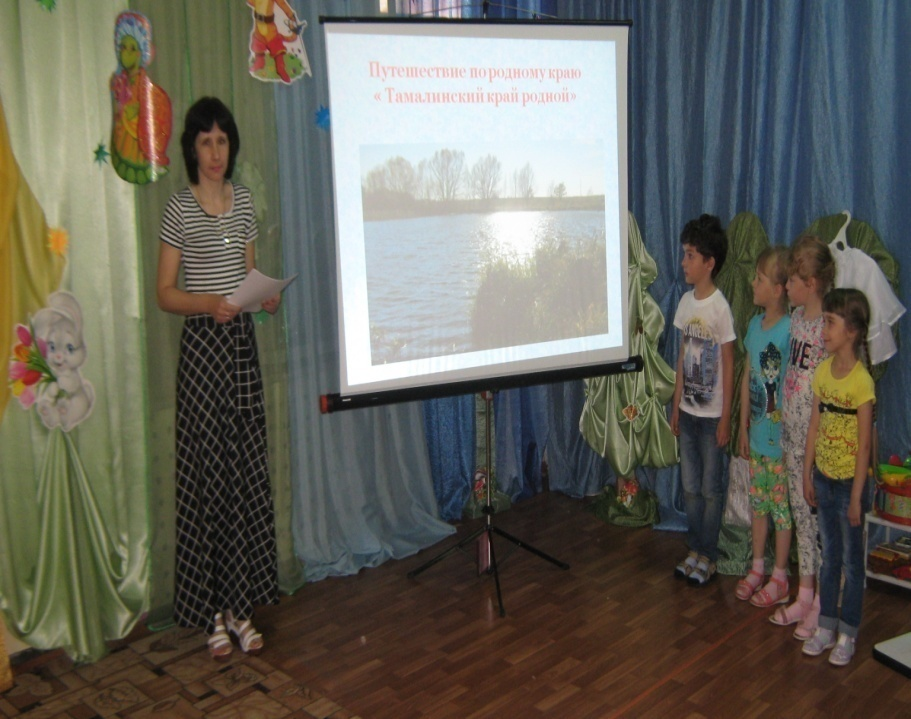 Путешествие по родному краю
« Тамалинский край родной»